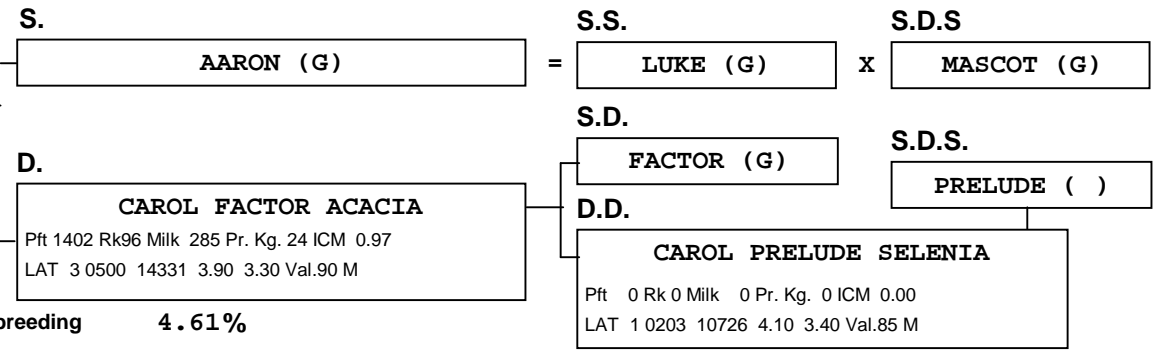 S. S.S. S.D.S
AARON (G) = LUKE (G) X MASCOT (G)
S.D. S.D.S.
D. FACTOR (G) PRELUDE ( )
CAROL FACTOR ACACIA D.D.
Pft 1402 Rk96 Milk 285 Pr. Kg. 24 ICM 0.97
LAT 3 0500 14331 3.90 3.30 Val.90 M
CAROL PRELUDE SELENIA
Pft 0 Rk 0 Milk 0 Pr. Kg. 0 ICM 0.00
LAT 1 0203 10726 4.10 3.40 Val.85 M
breeding 4.61%